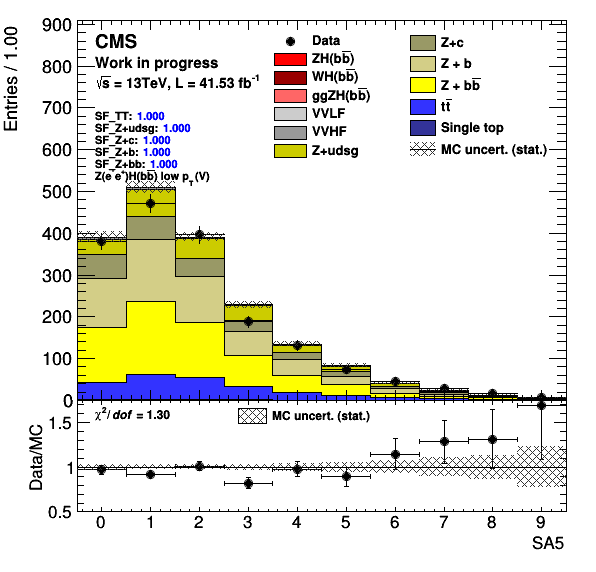 Entries / 1.00
900
800
700
600
500
400
300
200
100
0
CMS
Work in progress
√s = 13TeV, L = 41.53 fb⁻¹
SF_TT: 1.000
SF_Z+udsg: 1.000
SF_Z+c: 1.000
SF_Z+b: 1.000
SF_Z+bb: 1.000
Z(e⁻e⁺)H(bb̅) low p_T(V)
Data
ZH(bb̅)
WH(bb̅)
ggZH(bb̅)
VVLF
VVHF
Z+udsg
Z+c
Z + b
Z + bb̅
tt̅
Single top
MC uncert. (stat.)
Data/MC
1.5
1
0.5
χ²/dof = 1.30
MC uncert. (stat.)
0 1 2 3 4 5 6 7 8 9
SA5